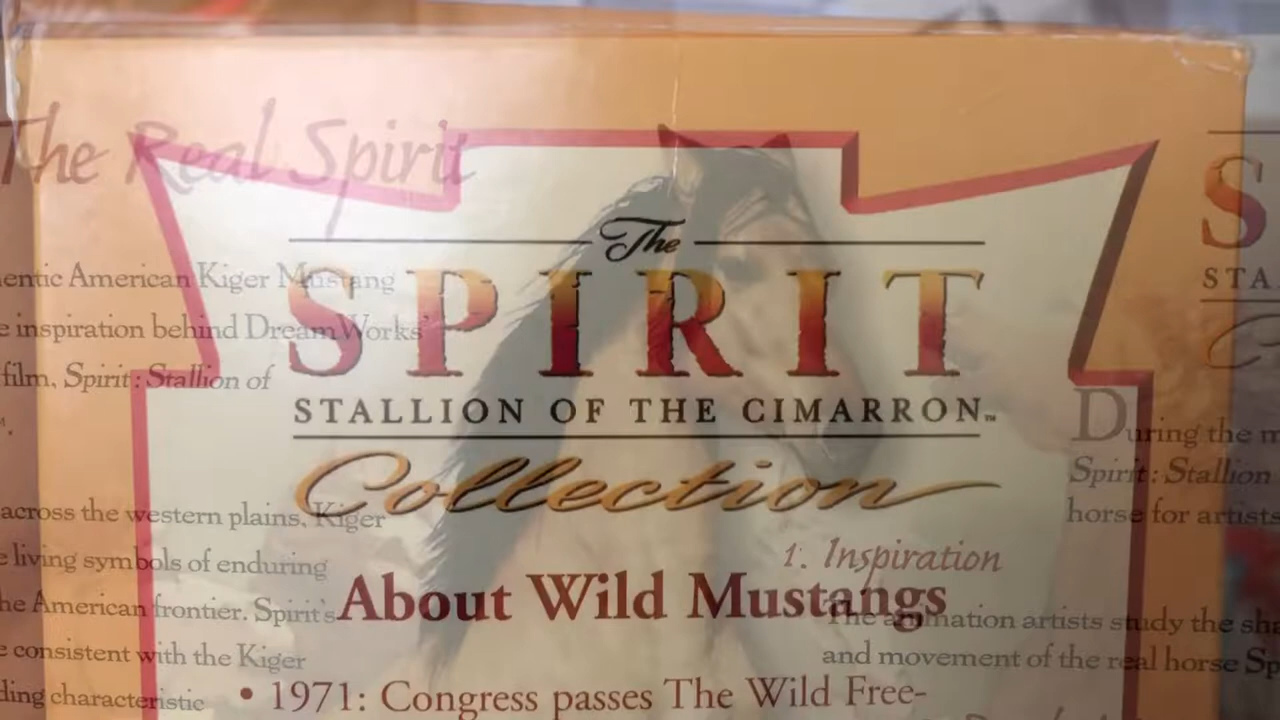 The Real Spirit
The
SPIRIT
STALLION OF THE CIMARRON™
Collection
About Wild Mustangs
• 1971: Congress passes The Wild Free-
entic American Kiger Mustang
e inspiration behind DreamWorks'
film, Spirit: Stallion of
across the western plains, Kiger
e living symbols of enduring
he American frontier. Spirit's
e consistent with the Kiger
ding characteristic
S
STA
C
During the m
Spirit: Stallion
horse for artists
1. Inspiration
The animation artists study the sha
and movement of the real horse Sp